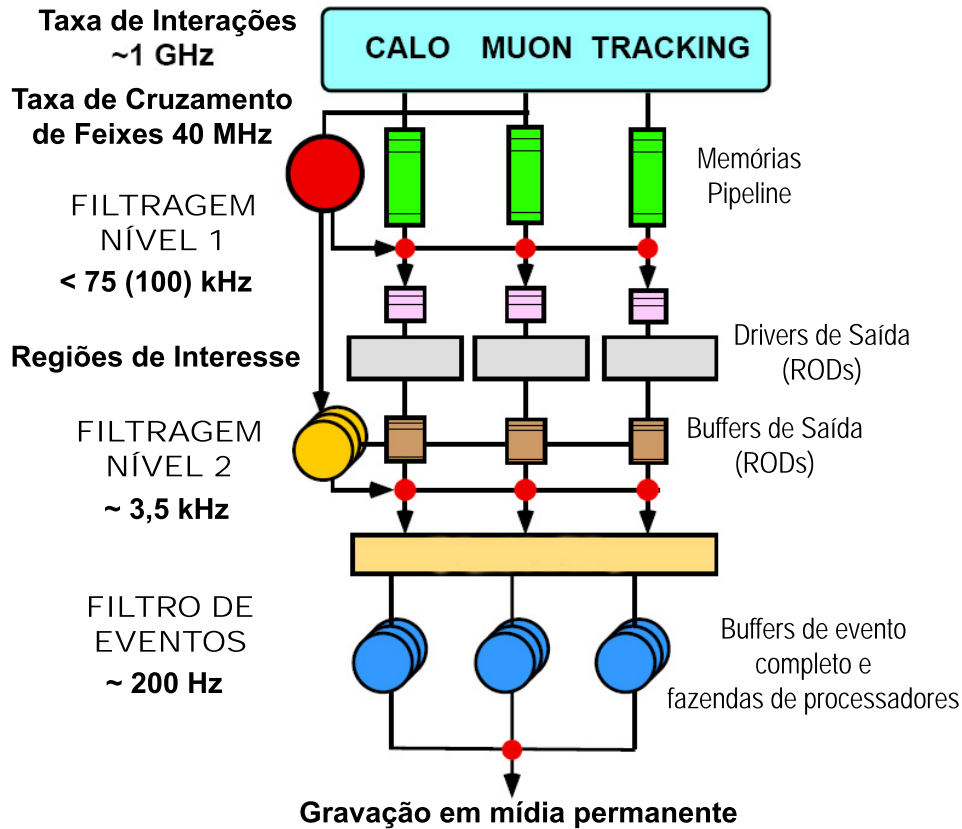 Taxa de Interações
~1 GHz
CALO MUON TRACKING
Taxa de Cruzamento
de Feixes 40 MHz
Memórias
Pipeline
FILTRAGEM
NÍVEL 1
< 75 (100) kHz
Drivers de Saída
(RODs)
Regiões de Interesse
FILTRAGEM
NÍVEL 2
~ 3,5 kHz
Buffers de Saída
(RODs)
FILTRO DE
EVENTOS
~ 200 Hz
Buffers de evento
completo e
fazendas de processadores
Gravação em mídia permanente